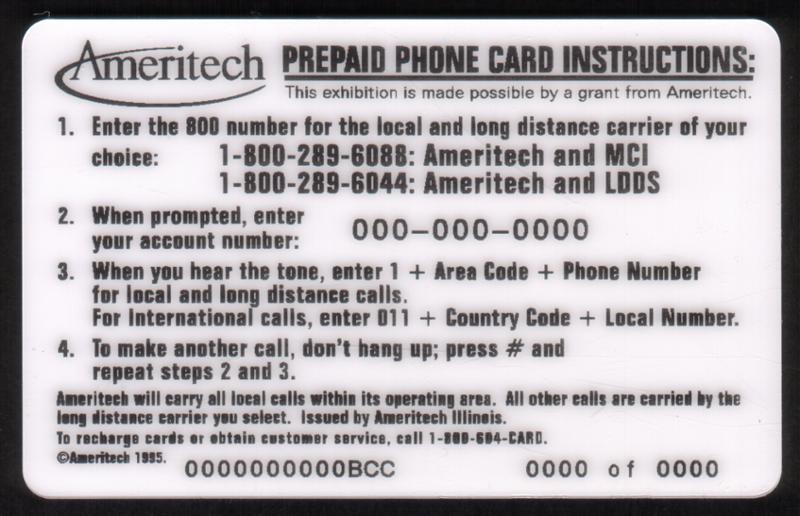 Ameritech
PREPAID PHONE CARD INSTRUCTIONS:
This exhibition is made possible by a grant from Ameritech.
1. Enter the 800 number for the local and long distance carrier of your
choice: 1-800-289-6088: Ameritech and MCI
1-800-289-6044: Ameritech and LDDS
2. When prompted, enter
your account number: 000-000-0000
3. When you hear the tone, enter 1 + Area Code + Phone Number
for local and long distance calls.
For International calls, enter 011 + Country Code + Local Number.
4. To make another call, don't hang up; press # and
repeat steps 2 and 3.
Ameritech will carry all local calls within its operating area. All other calls are carried by the
long distance carrier you select. Issued by Ameritech Illinois.
To recharge cards or obtain customer service, call 1-800-604-CARD.
©Ameritech 1995.
0000000000BCC 0000 of 0000